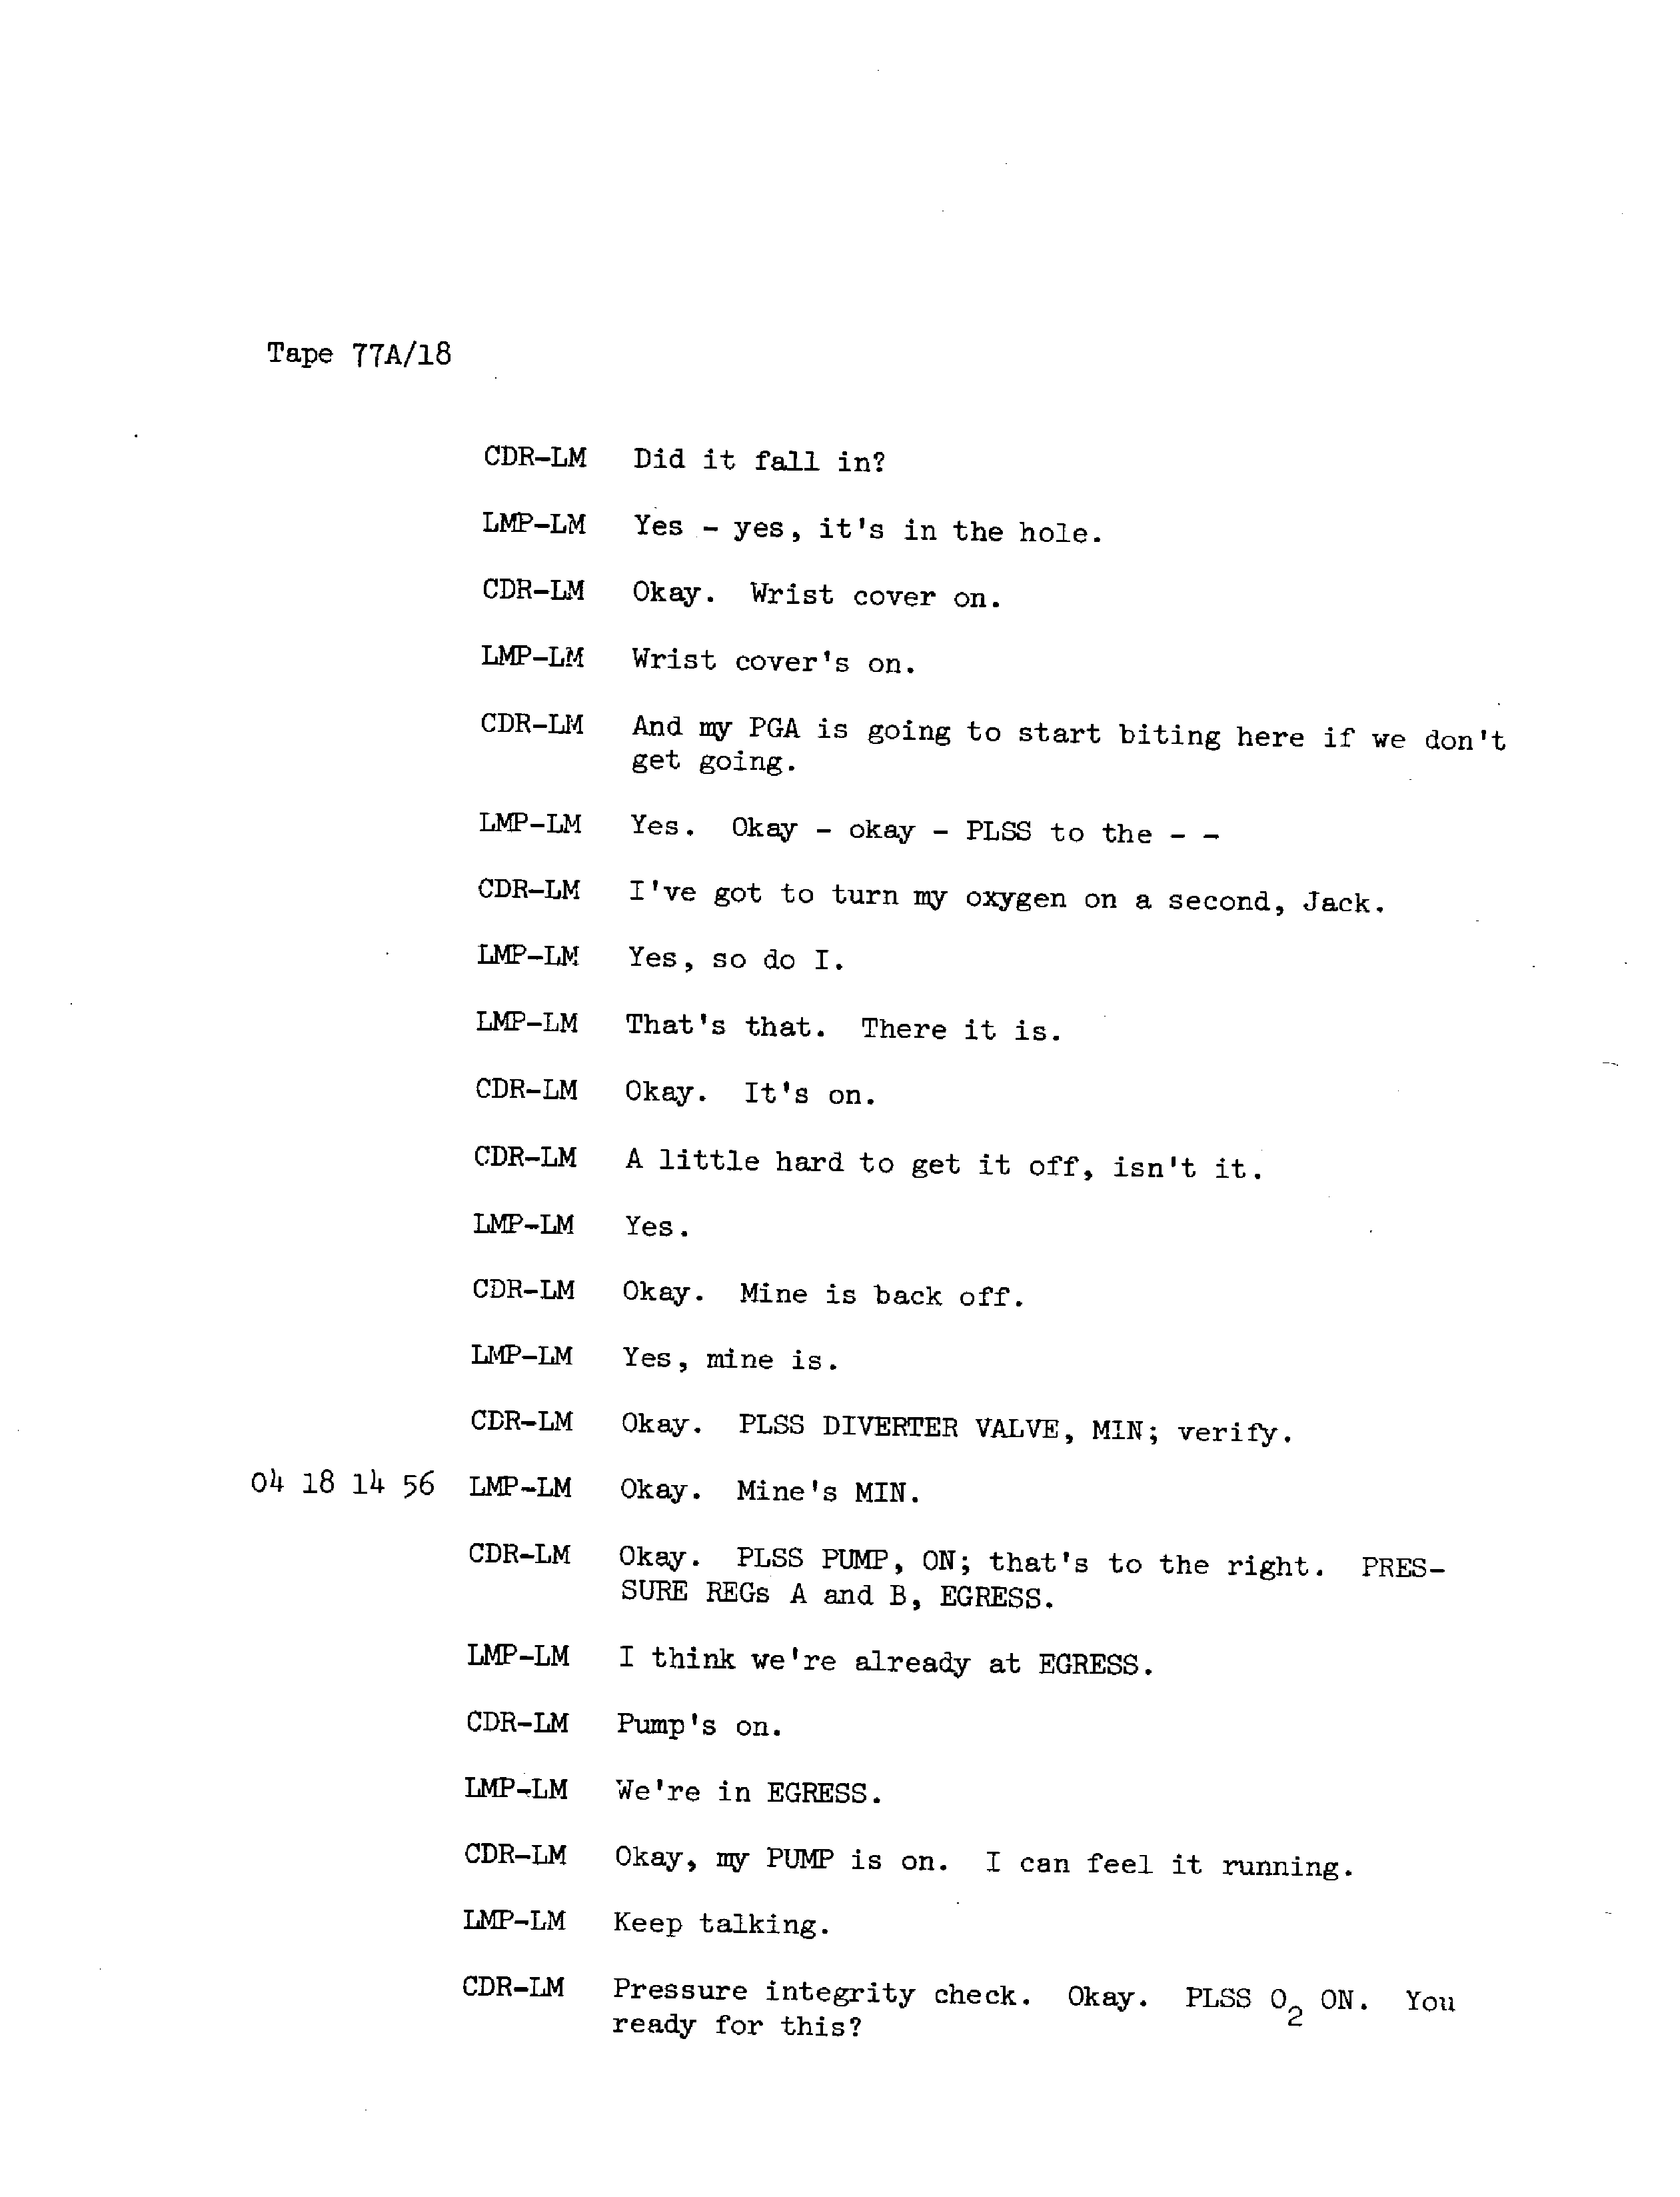 Tape 77A/18
CDR-LM Did it fall in?
LMP-LM Yes - yes, it's in the hole.
CDR-LM Okay. Wrist cover on.
LMP-LM Wrist cover's on.
CDR-LM And my PGA is going to start biting here if we don't
get going.
LMP-LM Yes. Okay - okay - PLSS to the - -
CDR-LM I've got to turn my oxygen on a second, Jack.
LMP-LM Yes, so do I.
LMP-LM That's that. There it is.
CDR-LM Okay. It's on.
CDR-LM A little hard to get it off, isn't it.
LMP-LM Yes.
CDR-LM Okay. Mine is back off.
LMP-LM Yes, mine is.
CDR-LM Okay. PLSS DIVERTER VALVE, MIN; verify.
04 18 14 56 LMP-LM Okay. Mine's MIN.
CDR-LM Okay. PLSS PUMP, ON; that's to the right. PRES-
SURE REGs A and B, EGRESS.
LMP-LM I think we're already at EGRESS.
CDR-LM Pump's on.
LMP-LM We're in EGRESS.
CDR-LM Okay, my PUMP is on. I can feel it running.
LMP-LM Keep talking.
CDR-LM Pressure integrity check. Okay. PLSS O2 ON. You
ready for this?